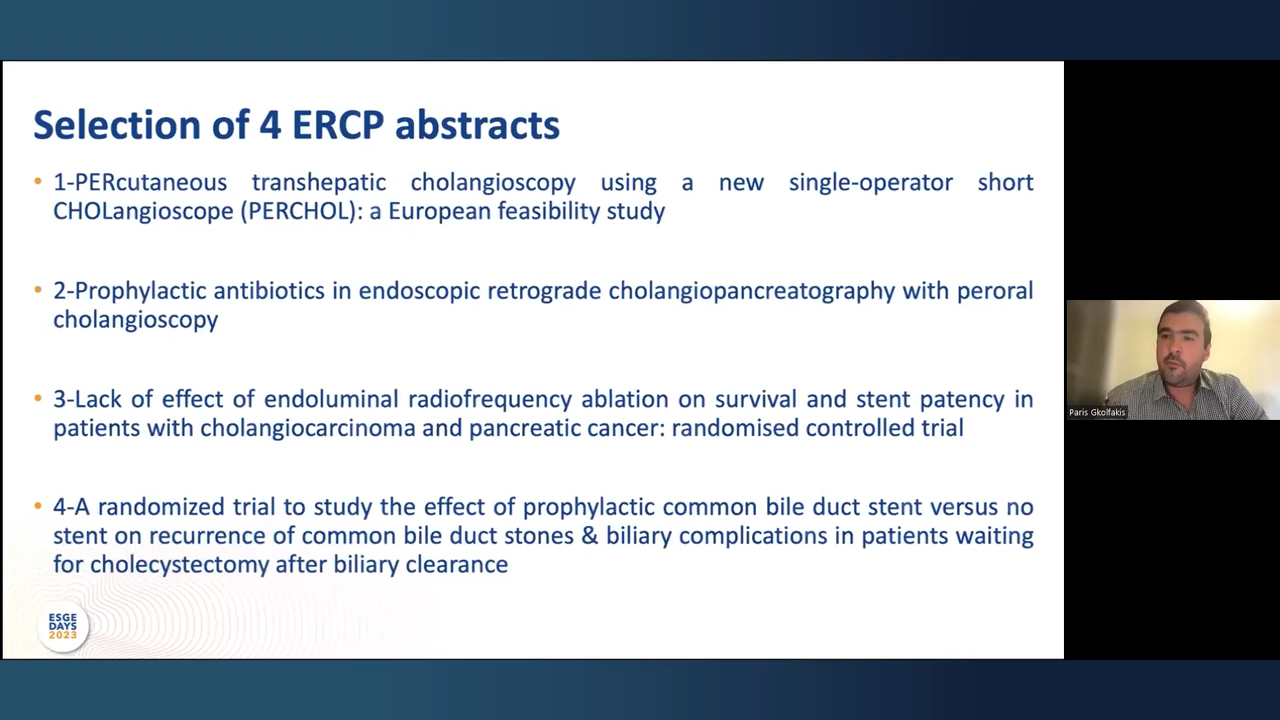 Selection of 4 ERCP abstracts
• 1-PERcutaneous transhepatic cholangioscopy using a new single-operator short
CHOLangioscope (PERCHOL): a European feasibility study
• 2-Prophylactic antibiotics in endoscopic retrograde cholangiopancreatography with peroral
cholangioscopy
• 3-Lack of effect of endoluminal radiofrequency ablation on survival and stent patency in
patients with cholangiocarcinoma and pancreatic cancer: randomised controlled trial
• 4-A randomized trial to study the effect of prophylactic common bile duct stent versus no
stent on recurrence of common bile duct stones & biliary complications in patients waiting
for cholecystectomy after biliary clearance
ESGE
DAYS
2023
Paris Gkolfakis